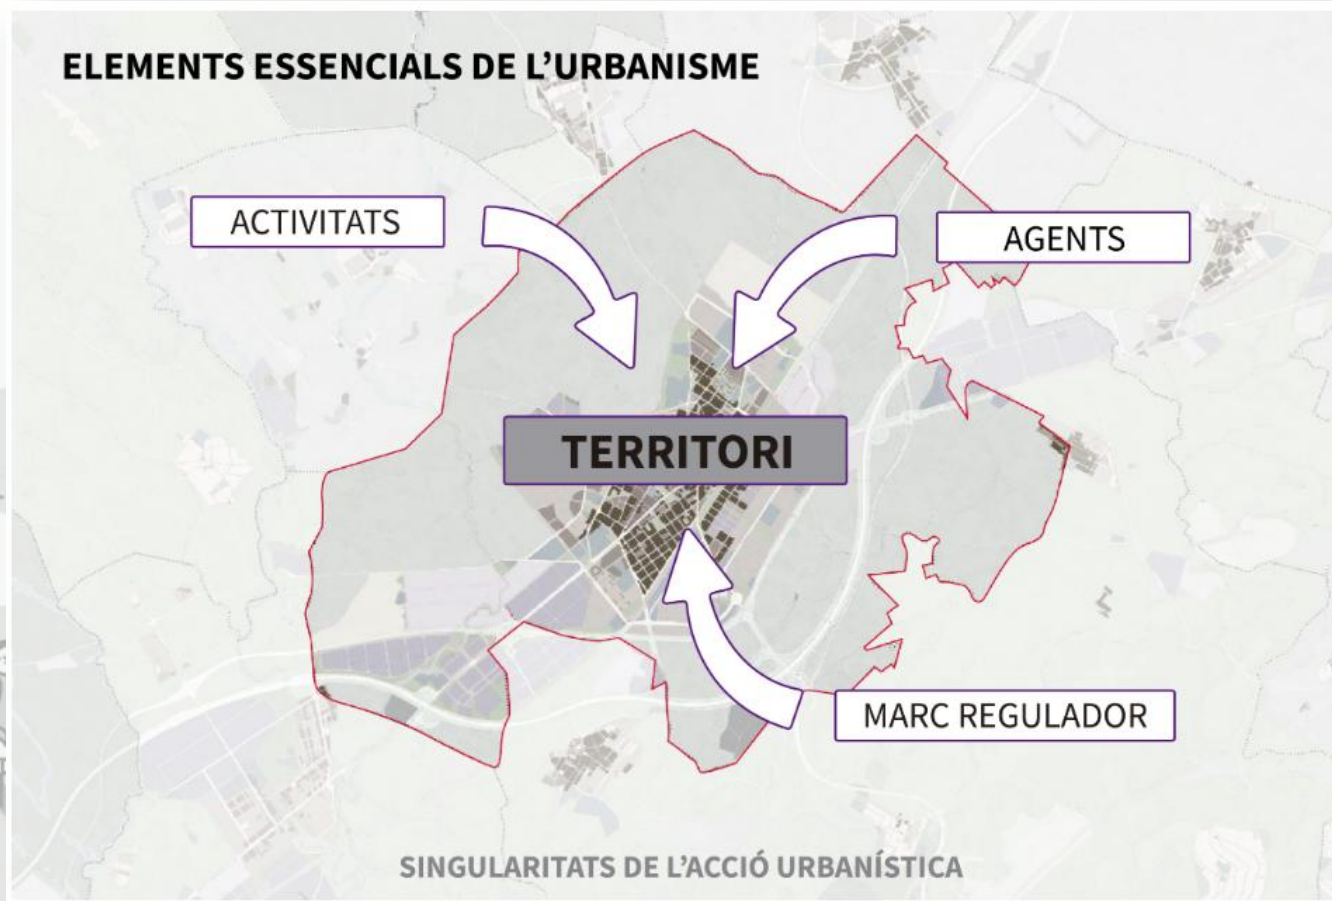 ELEMENTS ESSENCIALS DE L'URBANISME
ACTIVITATS
AGENTS
TERRITORI
MARC REGULADOR
SINGULARITATS DE L'ACCIÓ URBANÍSTICA